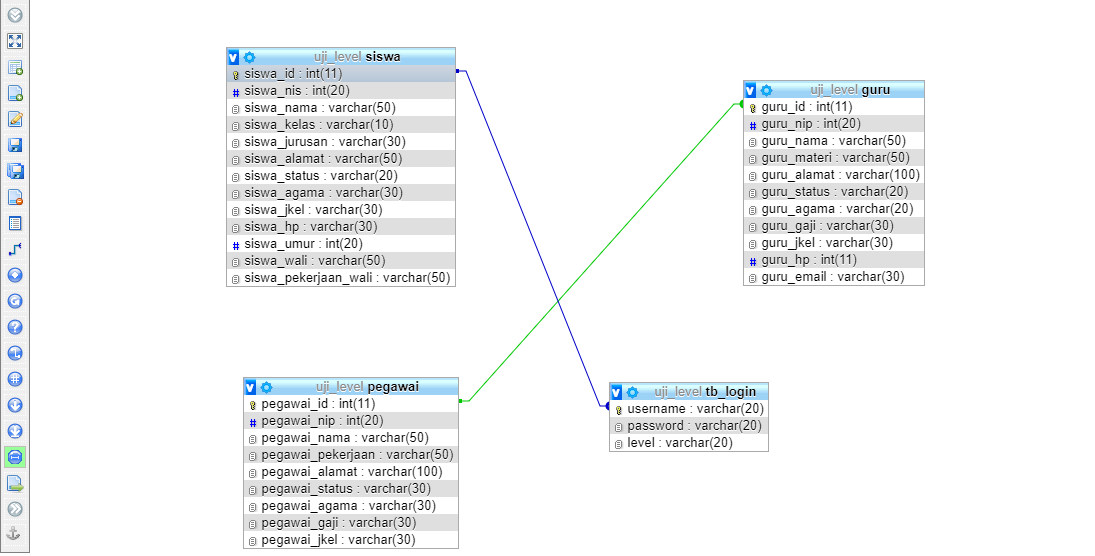 uji_level siswa
siswa_id : int(11)
siswa_nis : int(20)
siswa_nama : varchar(50)
siswa_kelas : varchar(10)
siswa_jurusan : varchar(30)
siswa_alamat : varchar(50)
siswa_status : varchar(20)
siswa_agama : varchar(30)
siswa_jkel : varchar(30)
siswa_hp : varchar(30)
siswa_umur : int(20)
siswa_wali : varchar(50)
siswa_pekerjaan_wali : varchar(50)
uji_level guru
guru_id : int(11)
guru_nip : int(20)
guru_nama : varchar(50)
guru_materi : varchar(50)
guru_alamat : varchar(100)
guru_status : varchar(20)
guru_agama : varchar(20)
guru_gaji : varchar(30)
guru_jkel : varchar(30)
guru_hp : int(11)
guru_email : varchar(30)
uji_level pegawai
pegawai_id : int(11)
pegawai_nip : int(20)
pegawai_nama : varchar(50)
pegawai_pekerjaan : varchar(50)
pegawai_alamat : varchar(100)
pegawai_status : varchar(30)
pegawai_agama : varchar(30)
pegawai_gaji : varchar(30)
pegawai_jkel : varchar(30)
uji_level tb_login
username : varchar(20)
password : varchar(20)
level : varchar(20)